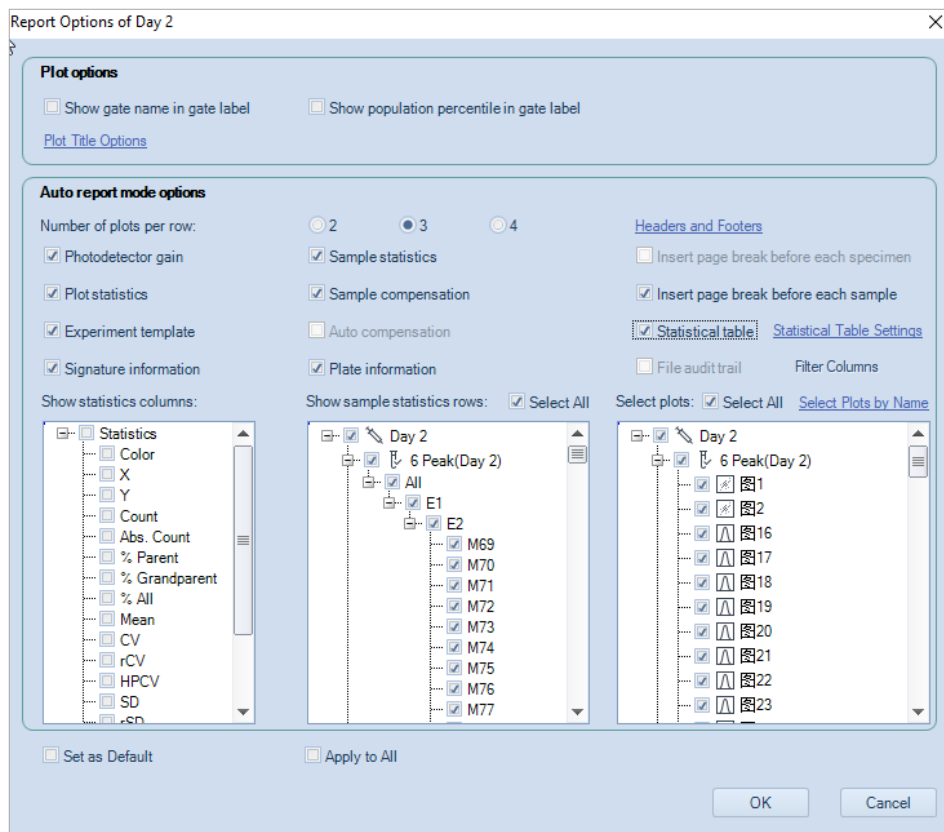 Report Options of Day 2
Plot options
Show gate name in gate label
Show population percentile in gate label
Plot Title Options
Auto report mode options
Number of plots per row:
2
3
4
Headers and Footers
Photodetector gain
Sample statistics
Insert page break before each specimen
Plot statistics
Sample compensation
Insert page break before each sample
Experiment template
Auto compensation
Statistical table
Statistical Table Settings
Signature information
Plate information
File audit trail
Filter Columns
Show statistics columns:
Statistics
Color
X
Y
Count
Abs. Count
% Parent
% Grandparent
% All
Mean
CV
rCV
HPCV
SD
rSD
Show sample statistics rows:
Select All
Day 2
6 Peak(Day 2)
All
E1
E2
M69
M70
M71
M72
M73
M74
M75
M76
M77
Select plots:
Select All
Select Plots by Name
Day 2
6 Peak(Day 2)
图1
图2
图16
图17
图18
图19
图20
图21
图22
图23
Set as Default
Apply to All
OK
Cancel